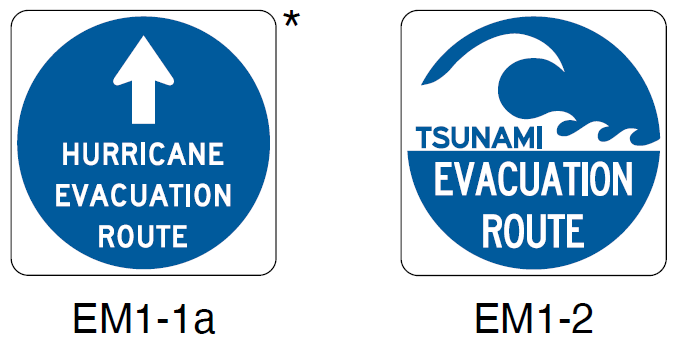 *
HURRICANE
EVACUATION
ROUTE
EM1-1a
TSUNAMI
EVACUATION
ROUTE
EM1-2